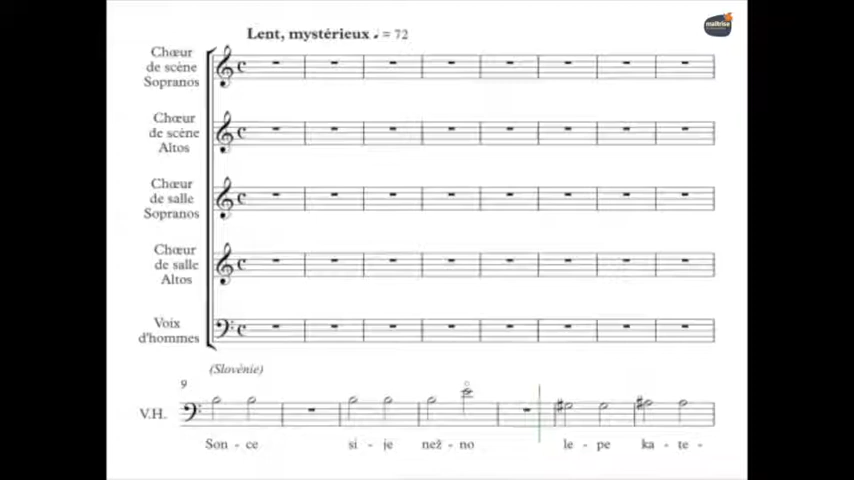 Lent, mystérieux ♩ = 72
maîtrise
Chœur
de scène
Sopranos
Chœur
de scène
Altos
Chœur
de salle
Sopranos
Chœur
de salle
Altos
Voix
d'hommes
(Slovénie)
9
V.H.
Son - ce si - je než - no le - pe ka - te -